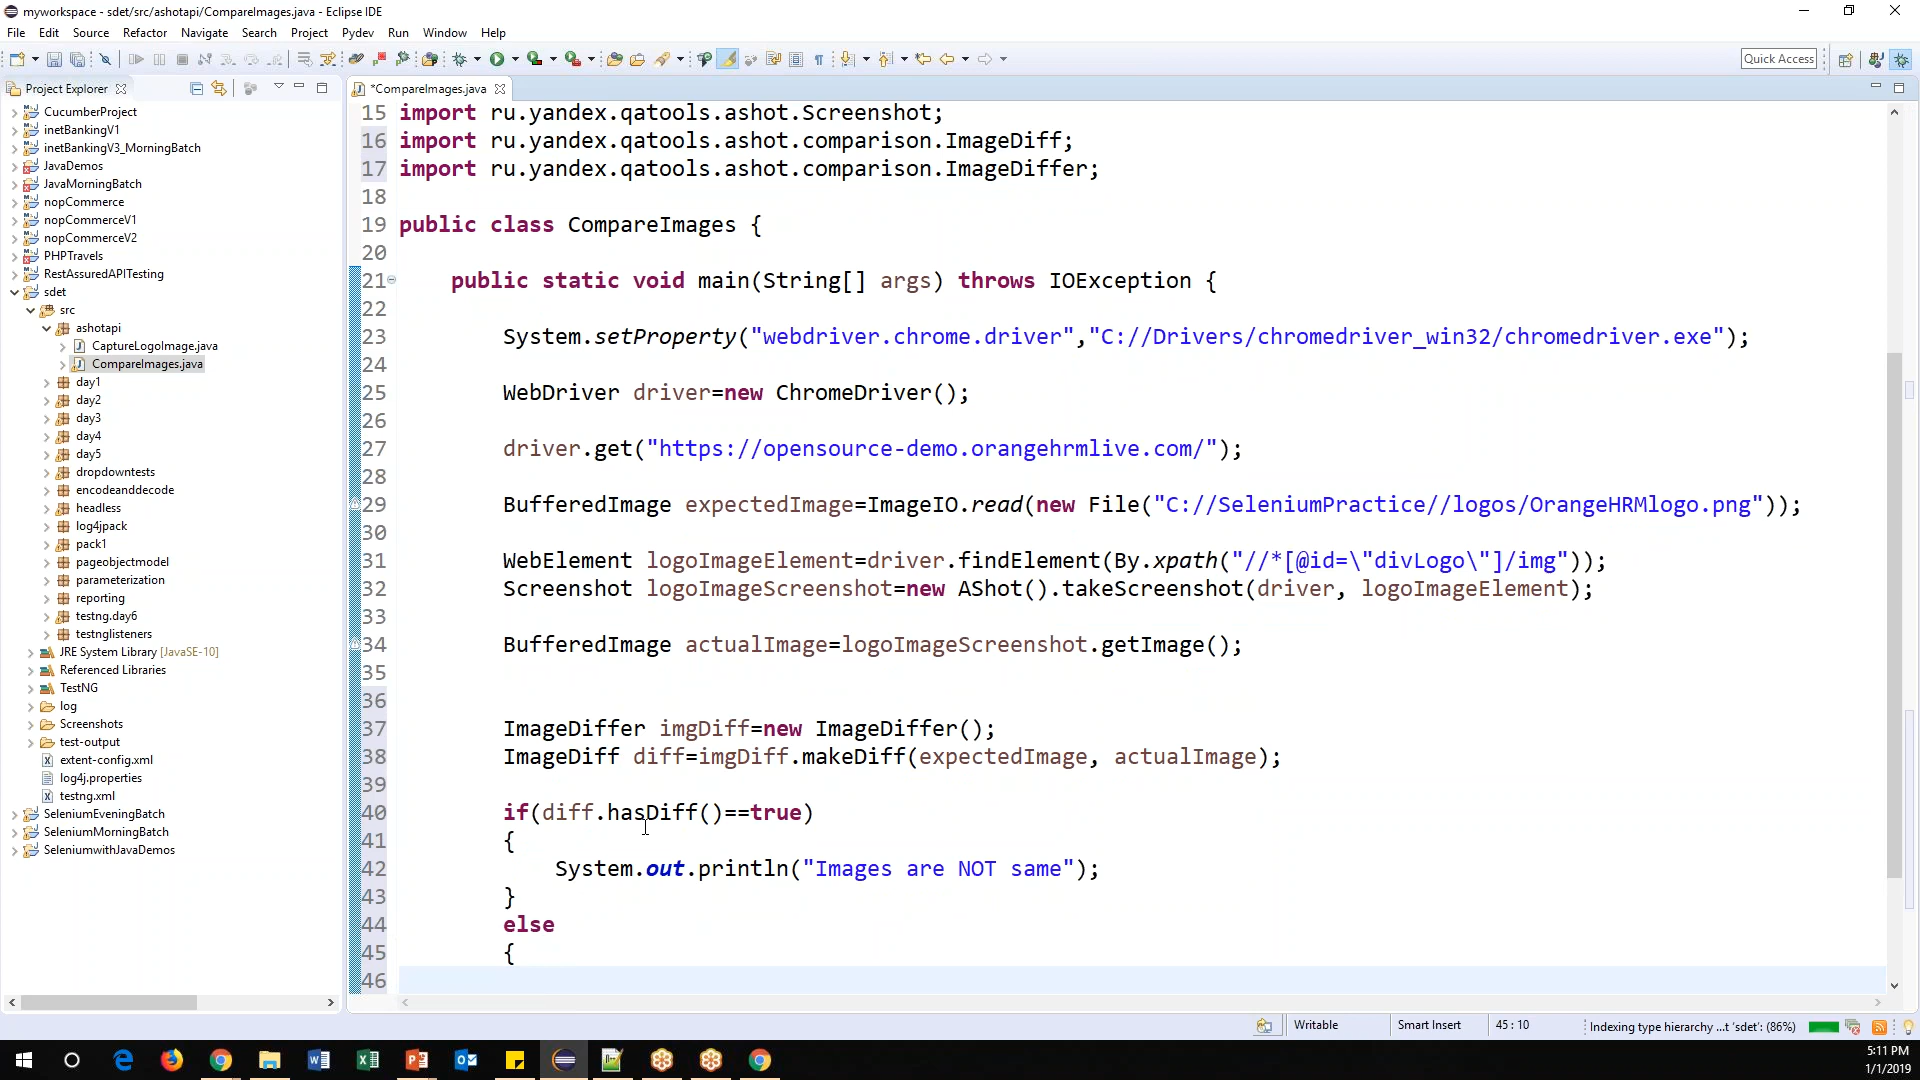 myworkspace - sdet/src/ashotapi/CompareImages.java - Eclipse IDE
File Edit Source Refactor Navigate Search Project Pydev Run Window Help
Quick Access
Project Explorer
*CompareImages.java
CucumberProject
inetBankingV1
inetBankingV3_MorningBatch
JavaDemos
JavaMorningBatch
nopCommerce
nopCommerceV1
nopCommerceV2
PHPTravels
RestAssuredAPITesting
sdet
src
ashotapi
CaptureLogoImage.java
CompareImages.java
day1
day2
day3
day4
day5
dropdowntests
encodeanddecode
headless
log4jpack
pack1
pageobjectmodel
parameterization
reporting
testng.day6
testnglisteners
JRE System Library [JavaSE-10]
Referenced Libraries
TestNG
log
Screenshots
test-output
extent-config.xml
log4j.properties
testng.xml
SeleniumEveningBatch
SeleniumMorningBatch
SeleniumwithJavaDemos
15 import ru.yandex.qatools.ashot.Screenshot;
16 import ru.yandex.qatools.ashot.comparison.ImageDiff;
17 import ru.yandex.qatools.ashot.comparison.ImageDiffer;
18
19 public class CompareImages {
20
21 public static void main(String[] args) throws IOException {
22
23 System.setProperty("webdriver.chrome.driver","C://Drivers/chromedriver_win32/chromedriver.exe");
24
25 WebDriver driver=new ChromeDriver();
26
27 driver.get("https://opensource-demo.orangehrmlive.com/");
28
29 BufferedImage expectedImage=ImageIO.read(new File("C://SeleniumPractice//logos/OrangeHRMlogo.png"));
30
31 WebElement logoImageElement=driver.findElement(By.xpath("//*[@id=\"divLogo\"]/img"));
32 Screenshot logoImageScreenshot=new AShot().takeScreenshot(driver, logoImageElement);
33
34 BufferedImage actualImage=logoImageScreenshot.getImage();
35
36
37 ImageDiffer imgDiff=new ImageDiffer();
38 ImageDiff diff=imgDiff.makeDiff(expectedImage, actualImage);
39
40 if(diff.hasDiff()==true)
41 {
42 System.out.println("Images are NOT same");
43 }
44 else
45 {
46
Writable Smart Insert 45 : 10 Indexing type hierarchy ...t 'sdet': (86%)
5:11 PM
1/1/2019